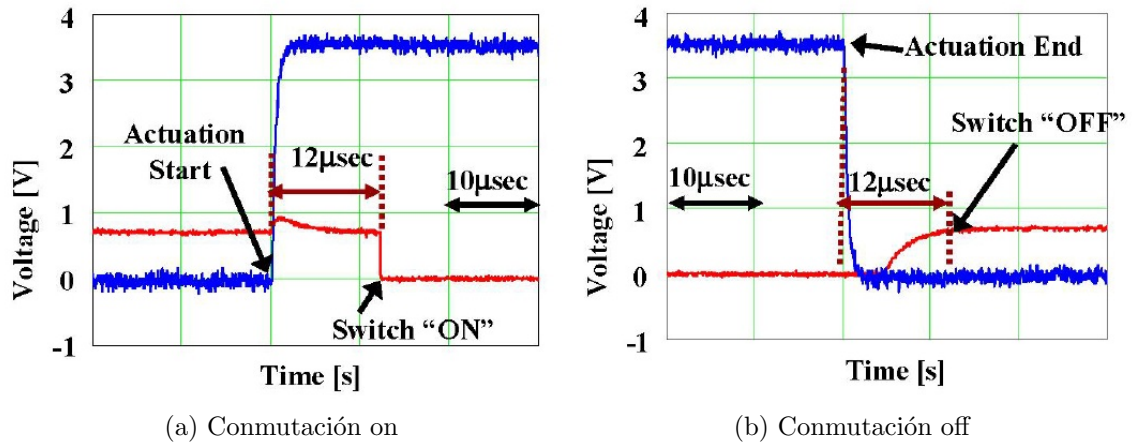 4
3
2
1
0
-1
Voltage [V]
Actuation
Start
12μsec
10μsec
Switch “ON”
Time [s]
(a) Conmutación on
4
3
2
1
0
-1
Voltage [V]
Actuation End
Switch “OFF”
10μsec
12μsec
Time [s]
(b) Conmutación off